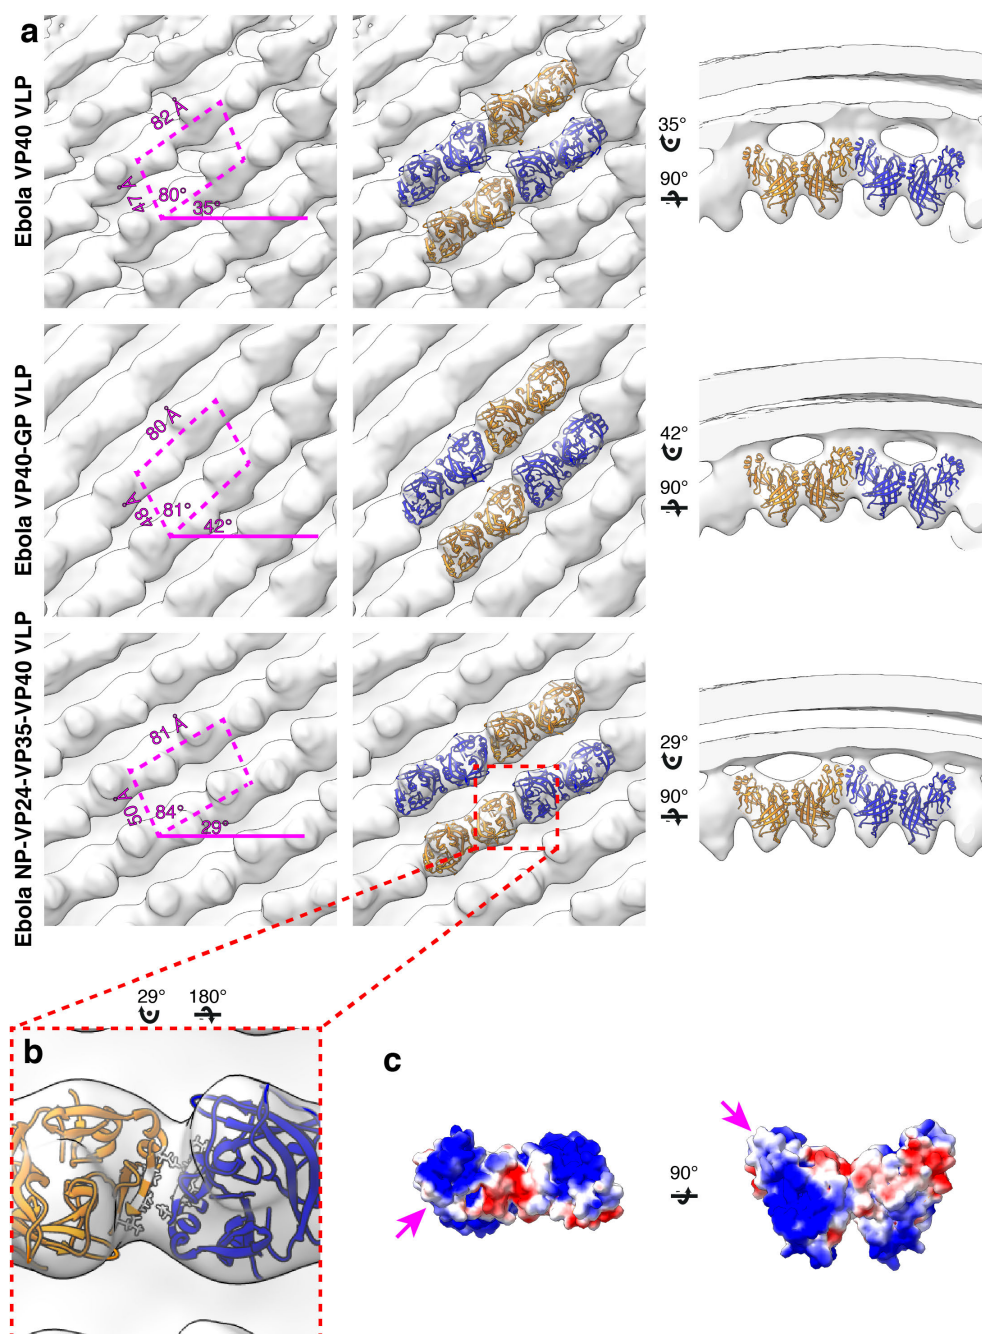 a
Ebola VP40 VLP
82 Å
47 Å
80°
35°
35°
90°
Ebola VP40-GP VLP
80 Å
48 Å
81°
42°
42°
90°
Ebola NP-VP24-VP35-VP40 VLP
81 Å
50 Å
84°
29°
29°
90°
29°
180°
b
c
90°